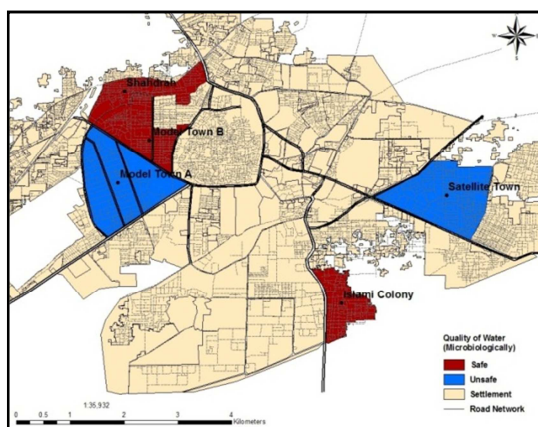 N
Shahdrah
Model Town B
Model Town A
Satellite Town
Islami Colony
Quality of Water
(Microbiologically)
Safe
Unsafe
Settlement
Road Network
1:35,932
0 0.5 1 2 3 4
Kilometers